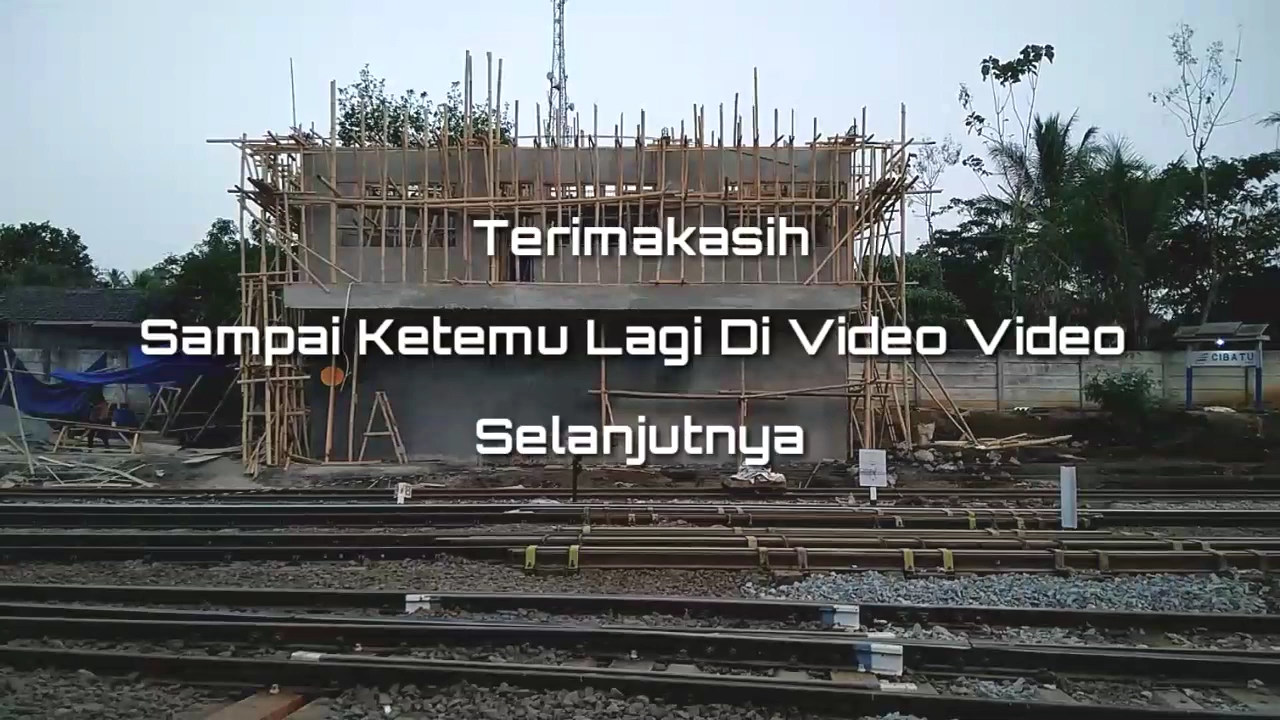 Terimakasih
Sampai Ketemu Lagi Di Video Video
Selanjutnya
CIBATU